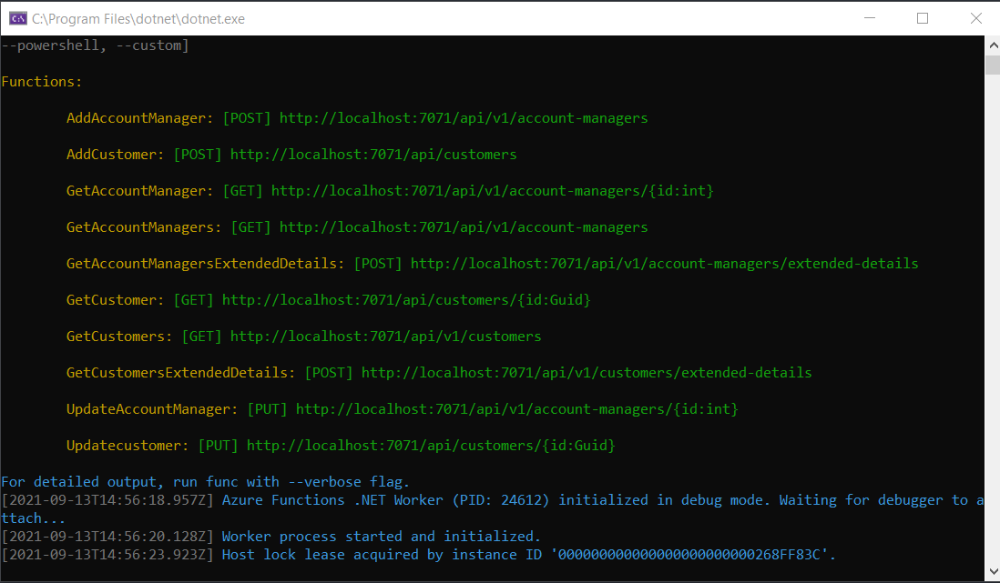 C:\Program Files\dotnet\dotnet.exe
--powershell, --custom]
Functions:
AddAccountManager: [POST] http://localhost:7071/api/v1/account-managers
AddCustomer: [POST] http://localhost:7071/api/customers
GetAccountManager: [GET] http://localhost:7071/api/v1/account-managers/{id:int}
GetAccountManagers: [GET] http://localhost:7071/api/v1/account-managers
GetAccountManagersExtendedDetails: [POST] http://localhost:7071/api/v1/account-managers/extended-details
GetCustomer: [GET] http://localhost:7071/api/customers/{id:Guid}
GetCustomers: [GET] http://localhost:7071/api/v1/customers
GetCustomersExtendedDetails: [POST] http://localhost:7071/api/v1/customers/extended-details
UpdateAccountManager: [PUT] http://localhost:7071/api/v1/account-managers/{id:int}
Updatecustomer: [PUT] http://localhost:7071/api/customers/{id:Guid}
For detailed output, run func with --verbose flag.
[2021-09-13T14:56:18.957Z] Azure Functions .NET Worker (PID: 24612) initialized in debug mode. Waiting for debugger to a
ttach...
[2021-09-13T14:56:20.128Z] Worker process started and initialized.
[2021-09-13T14:56:23.923Z] Host lock lease acquired by instance ID '000000000000000000000000268FF83C'.